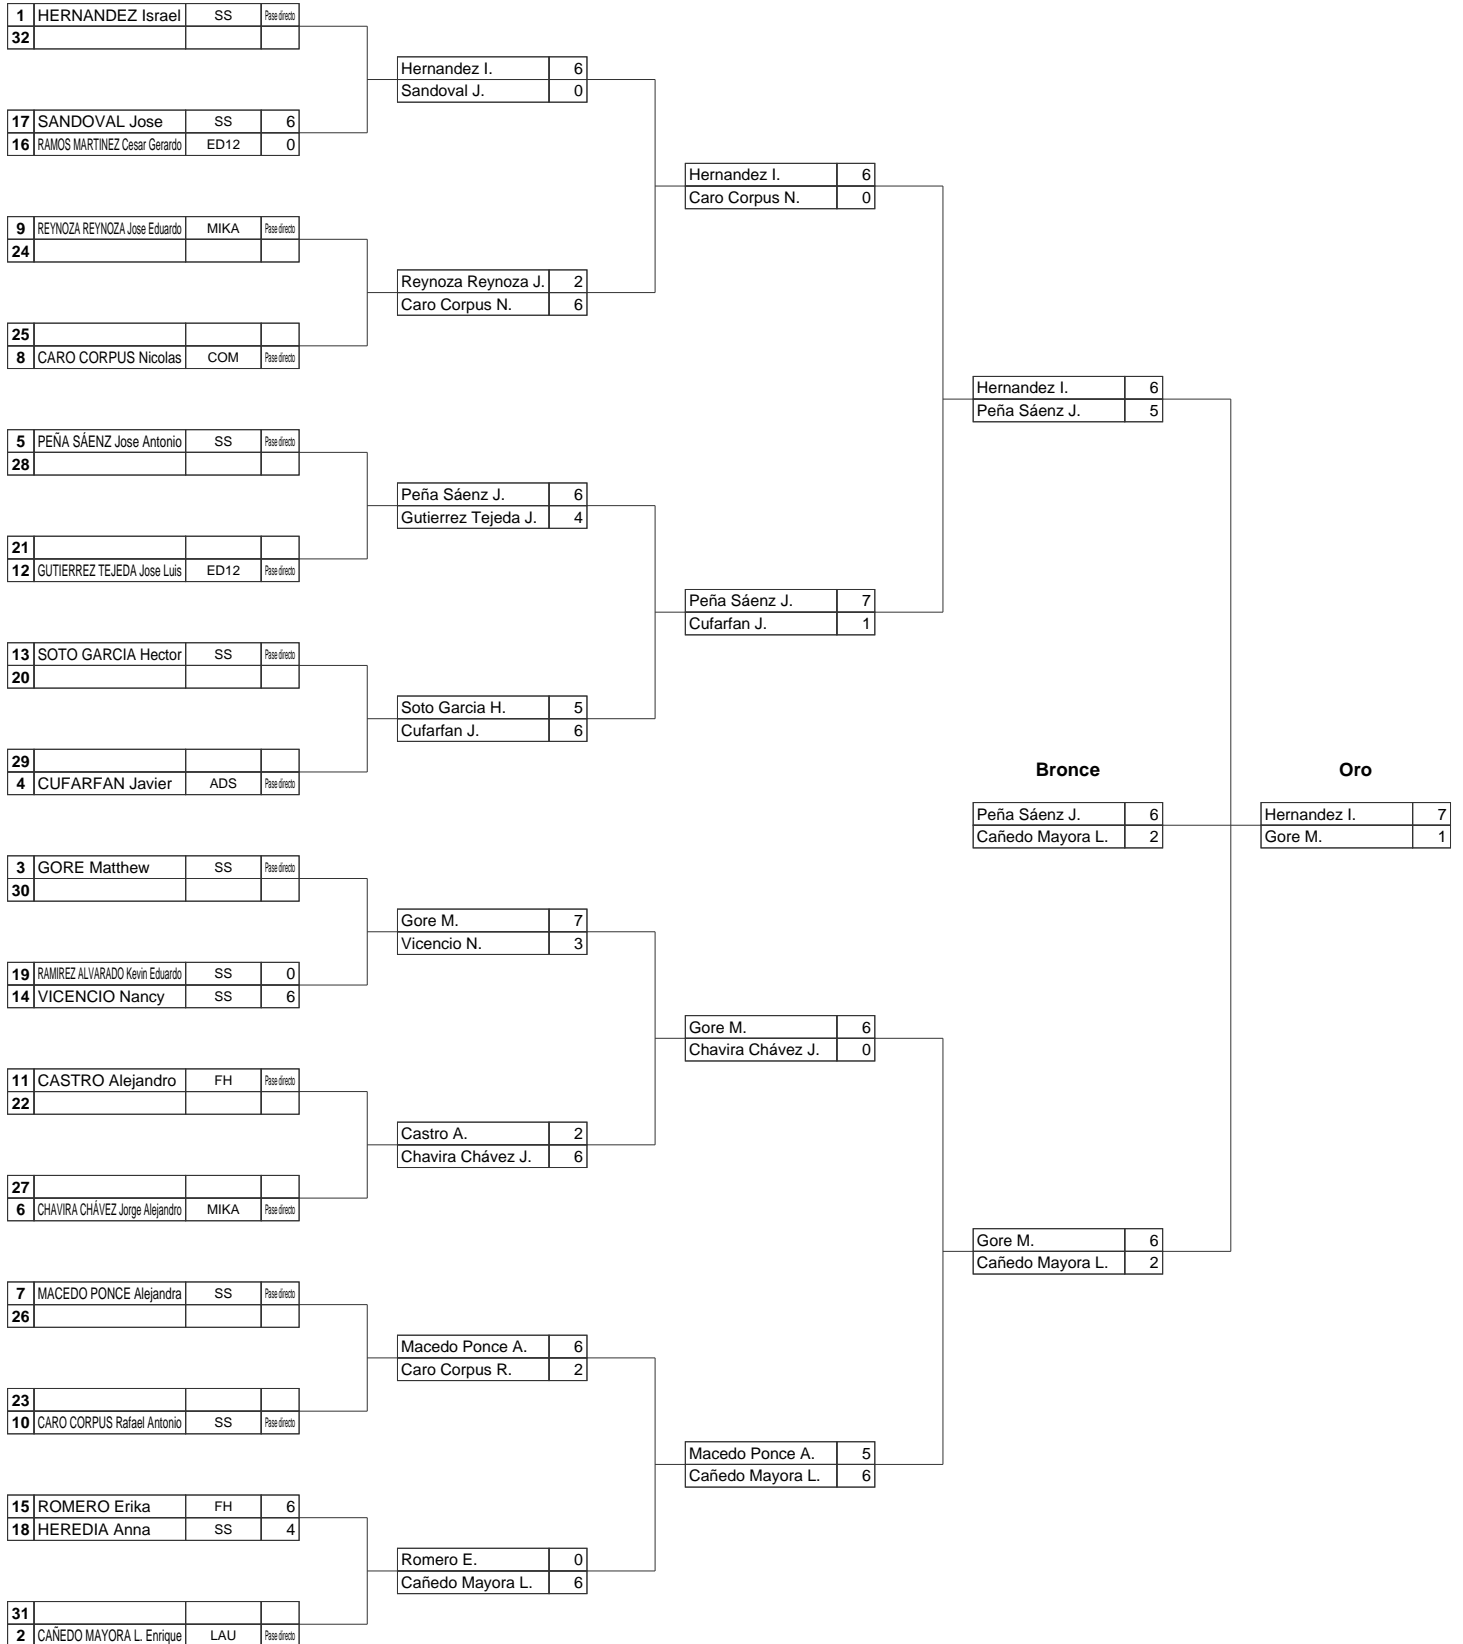 1 HERNANDEZ Israel SS Pase directo
32
Hernandez I. 6
Sandoval J. 0
17 SANDOVAL Jose SS 6
16 RAMOS MARTINEZ Cesar Gerardo ED12 0
Hernandez I. 6
Caro Corpus N. 0
9 REYNOZA REYNOZA Jose Eduardo MIKA Pase directo
24
Reynoza Reynoza J. 2
Caro Corpus N. 6
25
8 CARO CORPUS Nicolas COM Pase directo
Hernandez I. 6
Peña Sáenz J. 5
5 PEÑA SÁENZ Jose Antonio SS Pase directo
28
Peña Sáenz J. 6
Gutierrez Tejeda J. 4
21
12 GUTIERREZ TEJEDA Jose Luis ED12 Pase directo
Peña Sáenz J. 7
Cufarfan J. 1
13 SOTO GARCIA Hector SS Pase directo
20
Soto Garcia H. 5
Cufarfan J. 6
29
4 CUFARFAN Javier ADS Pase directo
Bronce Oro
Peña Sáenz J. 6 Hernandez I. 7
Cañedo Mayora L. 2 Gore M. 1
3 GORE Matthew SS Pase directo
30
Gore M. 7
Vicencio N. 3
19 RAMIREZ ALVARADO Kevin Eduardo SS 0
14 VICENCIO Nancy SS 6
Gore M. 6
Chavira Chávez J. 0
11 CASTRO Alejandro FH Pase directo
22
Castro A. 2
Chavira Chávez J. 6
27
6 CHAVIRA CHÁVEZ Jorge Alejandro MIKA Pase directo
Gore M. 6
Cañedo Mayora L. 2
7 MACEDO PONCE Alejandra SS Pase directo
26
Macedo Ponce A. 6
Caro Corpus R. 2
23
10 CARO CORPUS Rafael Antonio SS Pase directo
Macedo Ponce A. 5
Cañedo Mayora L. 6
15 ROMERO Erika FH 6
18 HEREDIA Anna SS 4
Romero E. 0
Cañedo Mayora L. 6
31
2 CAÑEDO MAYORA L. Enrique LAU Pase directo